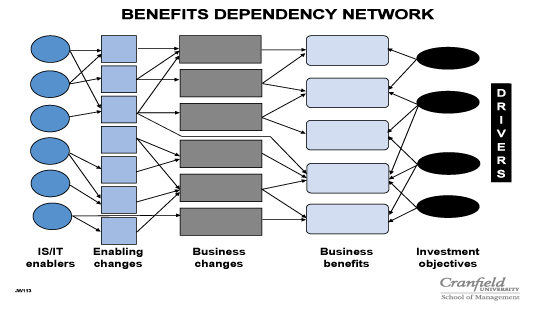 BENEFITS DEPENDENCY NETWORK
DRIVERS
IS/IT
enablers
Enabling
changes
Business
changes
Business
benefits
Investment
objectives
Cranfield
UNIVERSITY
School of Management